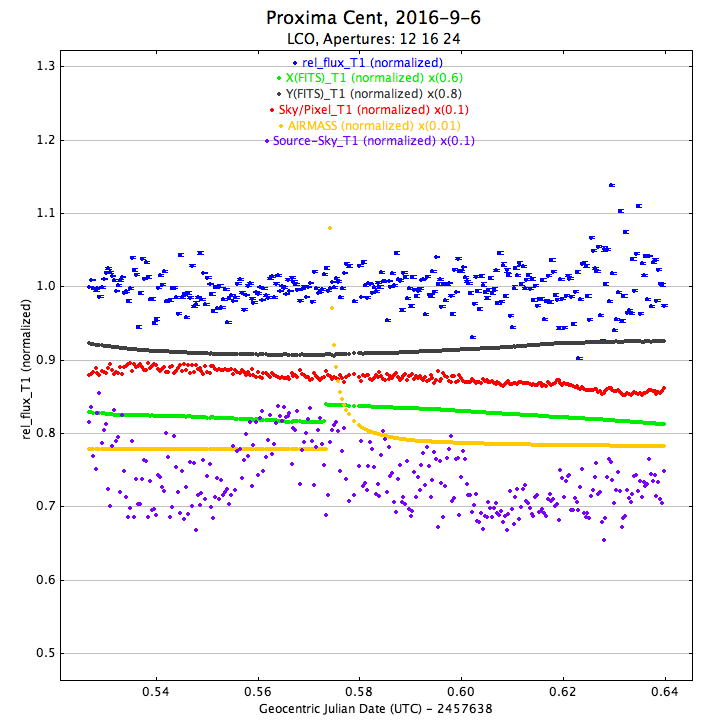 Proxima Cent, 2016-9-6
LCO, Apertures: 12 16 24
rel_flux_T1 (normalized)
X(FITS)_T1 (normalized) x(0.6)
Y(FITS)_T1 (normalized) x(0.8)
Sky/Pixel_T1 (normalized) x(0.1)
AIRMASS (normalized) x(0.01)
Source-Sky_T1 (normalized) x(0.1)
1.3
1.2
1.1
1.0
0.9
0.8
0.7
0.6
0.5
rel_flux_T1 (normalized)
0.54 0.56 0.58 0.60 0.62 0.64
Geocentric Julian Date (UTC) - 2457638